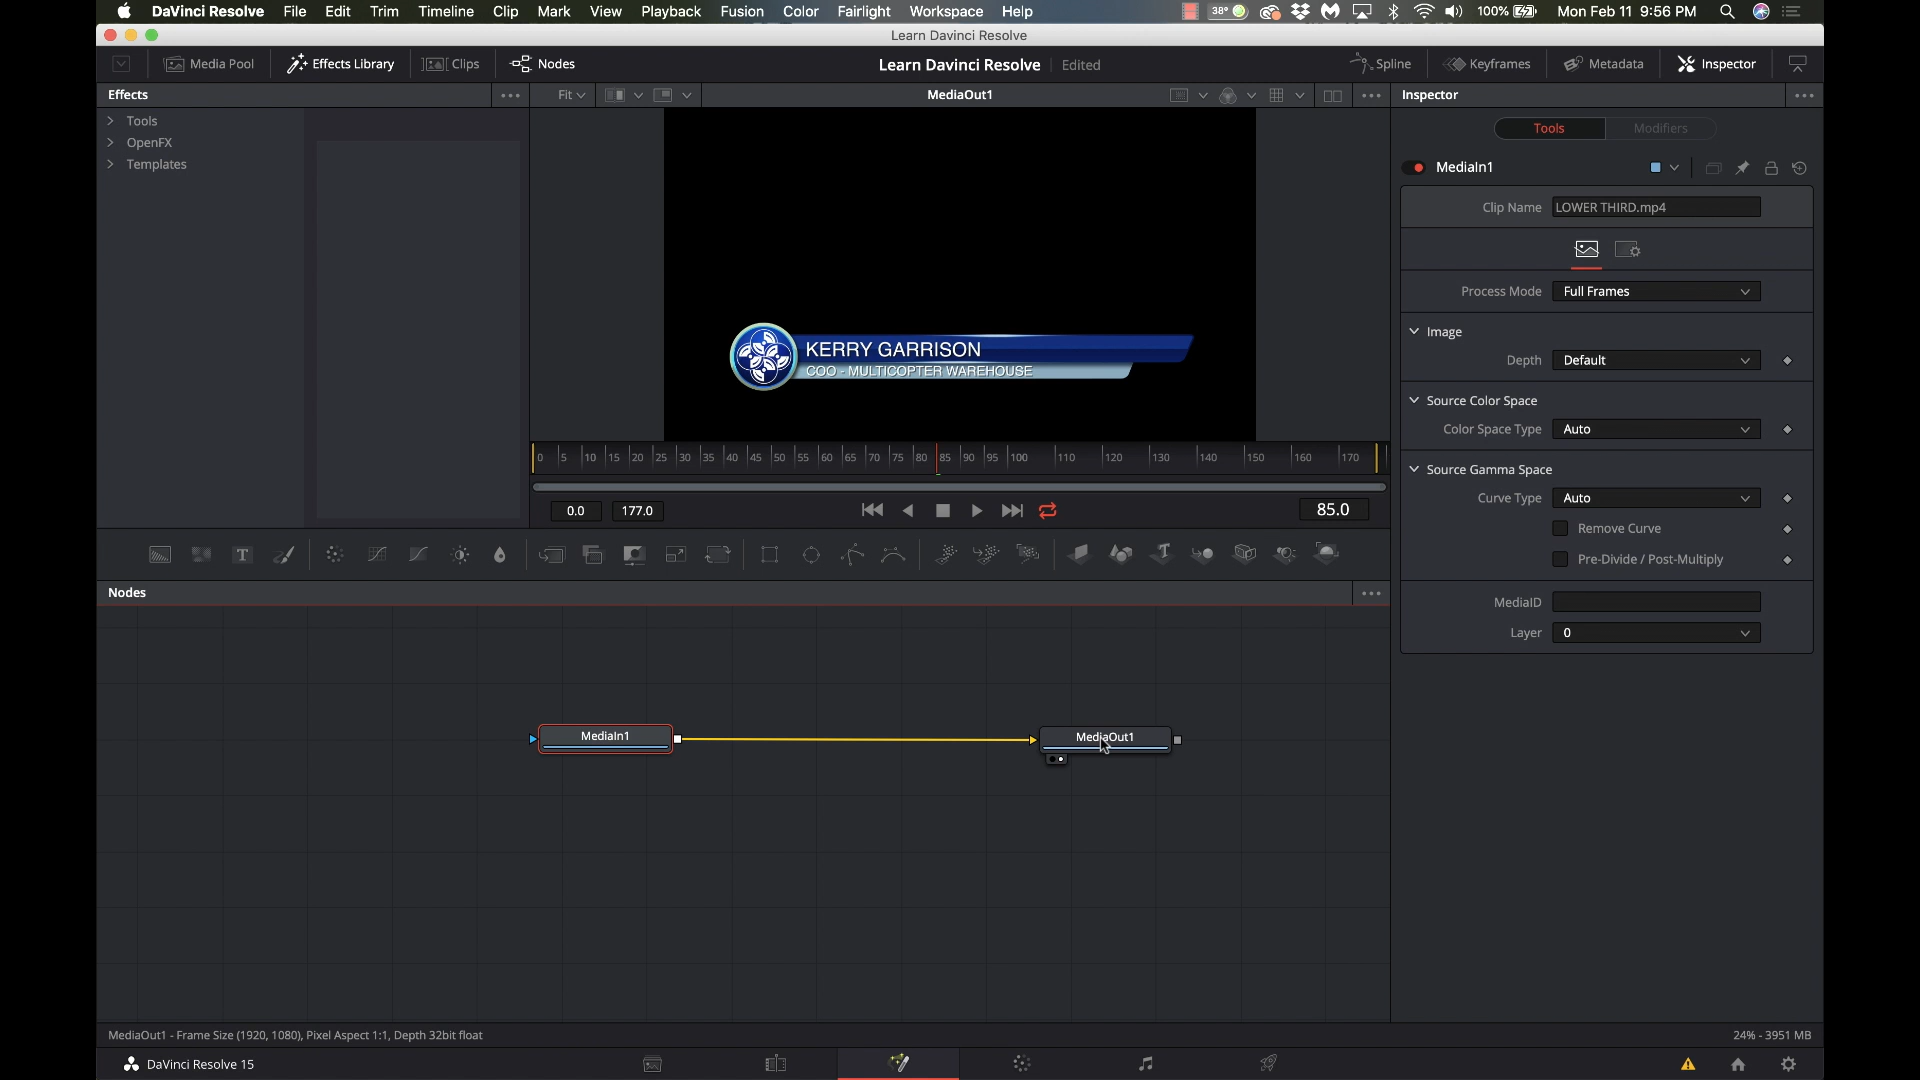 DaVinci Resolve File Edit Trim Timeline Clip Mark View Playback Fusion Color Fairlight Workspace Help 38° 100% Mon Feb 11 9:56 PM
Learn Davinci Resolve
Media Pool Effects Library Clips Nodes Learn Davinci Resolve Edited Spline Keyframes Metadata Inspector
Effects Fit MediaOut1 Inspector
Tools
OpenFX
Templates
Tools Modifiers
MediaIn1
Clip Name LOWER THIRD.mp4
Process Mode Full Frames
Image
Depth Default
KERRY GARRISON
COO - MULTICOPTER WAREHOUSE
Source Color Space
Color Space Type Auto
0 5 10 15 20 25 30 35 40 45 50 55 60 65 70 75 80 85 90 95 100 110 120 130 140 150 160 170
Source Gamma Space
Curve Type Auto
0.0 177.0 85.0
Remove Curve
Pre-Divide / Post-Multiply
T T
Nodes
MediaID
Layer 0
MediaIn1 MediaOut1
MediaOut1 - Frame Size (1920, 1080), Pixel Aspect 1:1, Depth 32bit float 24% - 3951 MB
DaVinci Resolve 15